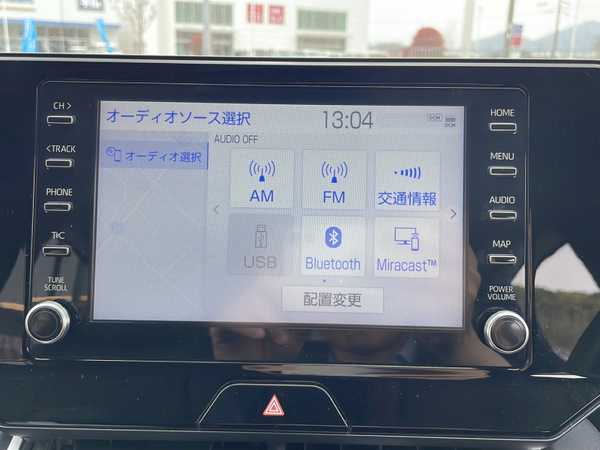 CH >
< TRACK
PHONE
T:C
TUNE
SCROLL
オーディオソース選択
13:04
DCM
AUDIO OFF
オーディオ選択
AM
FM
交通情報
USB
Bluetooth
Miracast™
配置変更
HOME
MENU
AUDIO
MAP
POWER
VOLUME